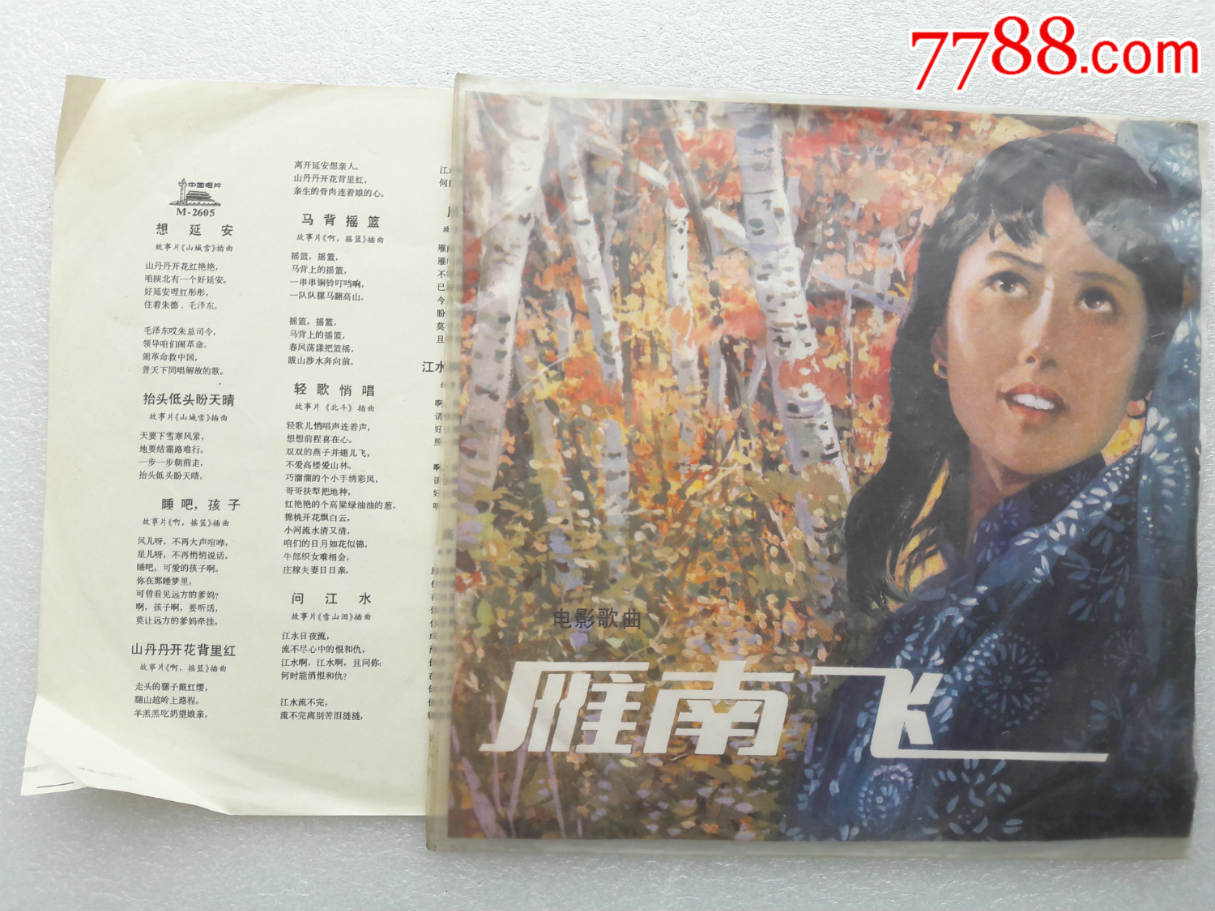 7788.com
中国唱片
M-2605
想延安
故事片《山城雪》插曲
山丹丹开花红艳艳，
咱陕北有一个好延安。
好延安理红彤彤，
住着朱德、毛泽东。
毛泽东哎朱总司令，
领导咱们闹革命。
闹革命救中国，
普天下同唱解放的歌。
抬头低头盼天晴
故事片《山城雪》插曲
天要下雪寒风紧，
地要结霜路难行。
一步一步朝前走，
抬头低头盼天晴。
睡吧，孩子
故事片《啊，摇篮》插曲
风儿呀，不再大声喧哗，
星儿呀，不再悄悄说话，
睡吧，可爱的孩子啊。
你在那睡梦里，
可曾看见远方的爹妈？
啊，孩子啊，要听话，
莫让远方的爹妈牵挂。
山丹丹开花背里红
故事片《啊，摇篮》插曲
走头的骡子戴红缨，
翻山越岭上路程。
羊羔羔吃奶望娘亲，
离开延安想亲人。
山丹丹开花背里红，
亲生的骨肉连着娘的心。
马背摇篮
故事片《啊，摇篮》插曲
摇篮，摇篮，
马背上的摇篮，
一串串铜铃叮呜响，
一队队骡马翻高山。
摇篮，摇篮，
马背上的摇篮，
春风荡漾把篮摇，
跋山涉水奔向前。
轻歌悄唱
故事片《北斗》插曲
轻歌儿悄唱声连着声，
想想前程喜在心。
双双的燕子并翅儿飞，
不爱高楼爱山林。
巧溜溜的个小手绣彩凤，
哥哥扶犁把地种。
红艳艳的个高粱绿油油的葱，
棉桃开花飘白云。
小河流水清又清，
咱们的日月如花似锦。
牛郎织女难相会，
庄稼夫妻日日亲。
问江水
故事片《雪山泪》插曲
江水日夜流，
流不尽心中的恨和仇。
江水啊，江水啊，且问你：
何时能消恨和仇？
江水流不完，
流不完离别苦泪涟涟，
电影歌曲
雁南飞